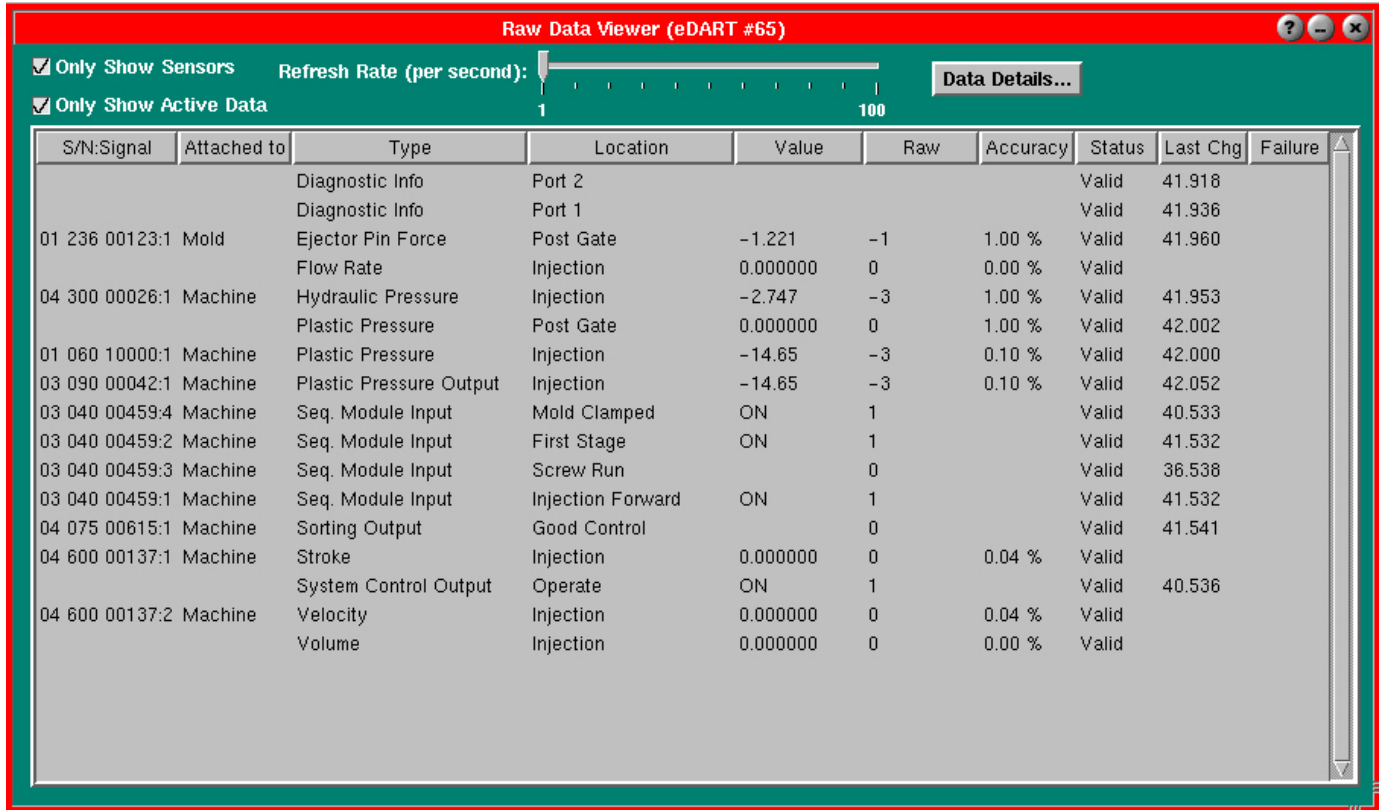 Raw Data Viewer (eDART #65)
Only Show Sensors Refresh Rate (per second): Data Details...
Only Show Active Data 1 100
S/N:Signal Attached to Type Location Value Raw Accuracy Status Last Chg Failure
Diagnostic Info Port 2 Valid 41.918
Diagnostic Info Port 1 Valid 41.936
01 236 00123:1 Mold Ejector Pin Force Post Gate -1.221 -1 1.00 % Valid 41.960
Flow Rate Injection 0.000000 0 0.00 % Valid
04 300 00026:1 Machine Hydraulic Pressure Injection -2.747 -3 1.00 % Valid 41.953
Plastic Pressure Post Gate 0.000000 0 1.00 % Valid 42.002
01 060 10000:1 Machine Plastic Pressure Injection -14.65 -3 0.10 % Valid 42.000
03 090 00042:1 Machine Plastic Pressure Output Injection -14.65 -3 0.10 % Valid 42.052
03 040 00459:4 Machine Seq. Module Input Mold Clamped ON 1 Valid 40.533
03 040 00459:2 Machine Seq. Module Input First Stage ON 1 Valid 41.532
03 040 00459:3 Machine Seq. Module Input Screw Run 0 Valid 36.538
03 040 00459:1 Machine Seq. Module Input Injection Forward ON 1 Valid 41.532
04 075 00615:1 Machine Sorting Output Good Control 0 Valid 41.541
04 600 00137:1 Machine Stroke Injection 0.000000 0 0.04 % Valid
System Control Output Operate ON 1 Valid 40.536
04 600 00137:2 Machine Velocity Injection 0.000000 0 0.04 % Valid
Volume Injection 0.000000 0 0.00 % Valid